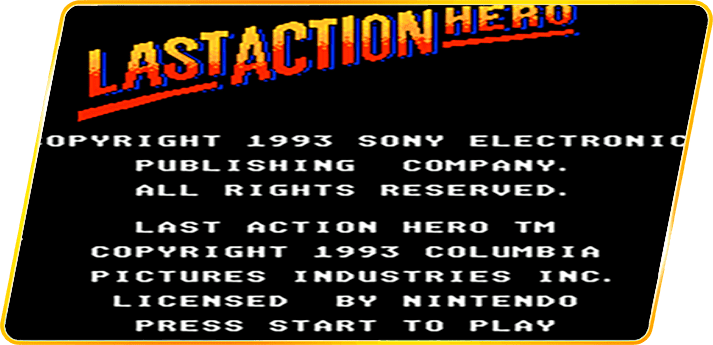 LAST ACTION HERO
OPYRIGHT 1993 SONY ELECTRONIC
PUBLISHING COMPANY.
ALL RIGHTS RESERVED.
LAST ACTION HERO TM
COPYRIGHT 1993 COLUMBIA
PICTURES INDUSTRIES INC.
LICENSED BY NINTENDO
PRESS START TO PLAY